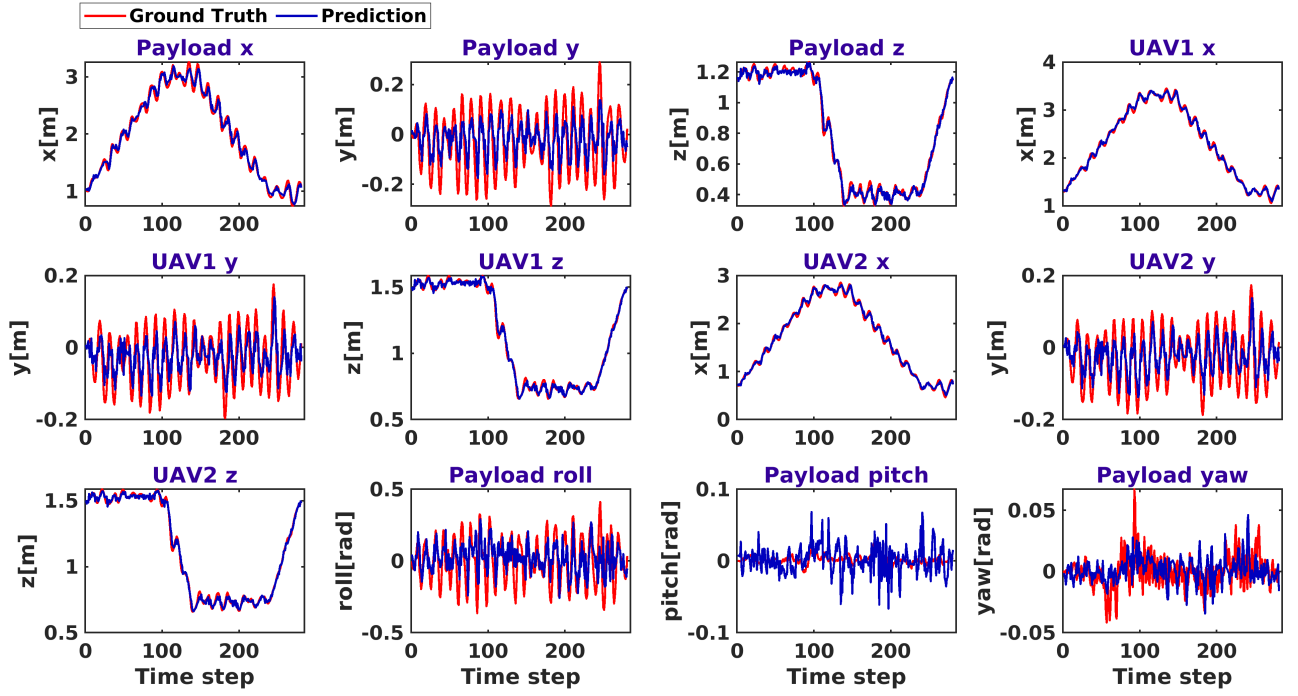 Ground Truth Prediction
Payload x Payload y Payload z UAV1 x
x[m] 3 2 1 0 100 200
y[m] 0.2 0 -0.2 0 100 200
z[m] 1.2 1 0.8 0.6 0.4 0 100 200
x[m] 4 3 2 1 0 100 200
UAV1 y UAV1 z UAV2 x UAV2 y
y[m] 0.2 0 -0.2 0 100 200
z[m] 1.5 1 0.5 0 100 200
x[m] 3 2 1 0 0 100 200
y[m] 0.2 0 -0.2 0 100 200
UAV2 z Payload roll Payload pitch Payload yaw
z[m] 1.5 1 0.5 0 100 200
roll[rad] 0.5 0 -0.5 0 100 200
pitch[rad] 0.1 0 -0.1 0 100 200
yaw[rad] 0.05 0 -0.05 0 100 200
Time step Time step Time step Time step